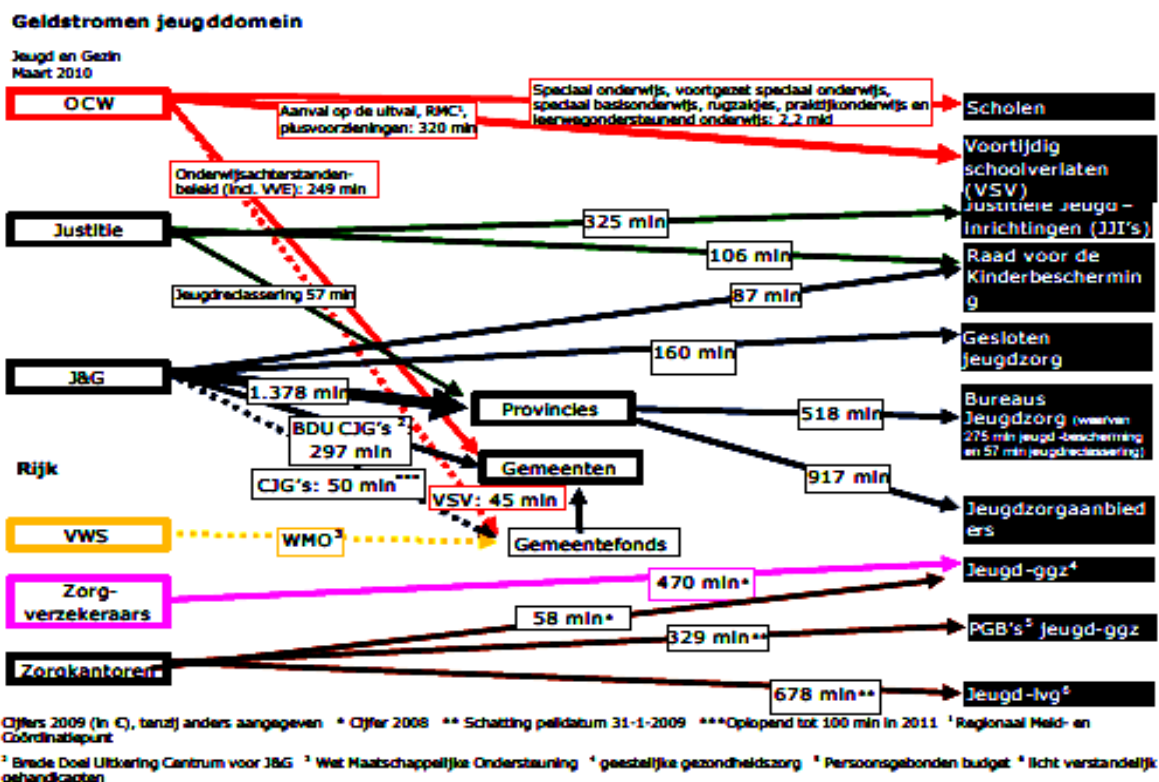 Geldstromen jeugddomein
Jeugd en Gezin
Maart 2010
OCW
Speciaal onderwijs, voortgezet speciaal onderwijs,
speciaal basisonderwijs, rugzakjes, praktijkonderwijs en
leerwegondersteunend onderwijs: 2,2 mld
Scholen
Aanval op de uitval, RMC¹,
plusvoorzieningen: 320 mln
Voortijdig
schoolverlaten
(VSV)
Onderwijsachterstanden-
beleid (incl. VVE): 249 mln
Justitie
325 mln
Justitiële Jeugd –
Inrichtingen (JJI's)
106 mln
Raad voor de
Kinderbeschermin
g
Jeugdreclassering 57 mln
87 mln
J&G
160 mln
Gesloten
jeugdzorg
1.378 mln
Provincies
518 mln
Bureaus
Jeugdzorg (waarvan
275 mln jeugd -bescherming
en 57 mln jeugdreclassering)
BDU CJG's ²
297 mln
Gemeenten
Rijk
CJG's: 50 mln***
917 mln
VSV: 45 mln
Jeugdzorgaanbied
ers
VWS
WMO³
Gemeentefonds
Zorg-
verzekeraars
470 mln*
Jeugd-ggz⁴
58 mln*
329 mln**
PGB's⁵ jeugd-ggz
Zorgkantoren
678 mln**
Jeugd-lvg⁶
Cijfers 2009 (in €), tenzij anders aangegeven * Cijfer 2008 ** Schatting peildatum 31-1-2009 ***Oplopend tot 100 mln in 2011 ¹ Regionaal Meld- en
Coördinatiepunt
² Brede Doel Uitkering Centrum voor J&G ³ Wet Maatschappelijke Ondersteuning ⁴ geestelijke gezondheidszorg ⁵ Persoonsgebonden budget ⁶ licht verstandelijk
gehandicapten